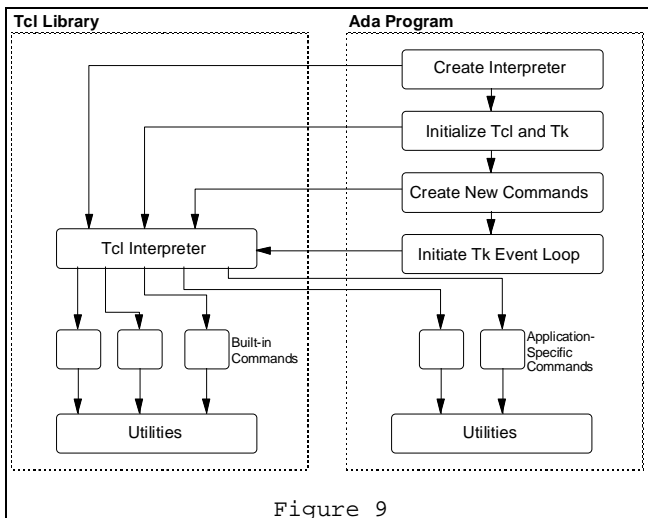 Tcl Library
Ada Program
Create Interpreter
Initialize Tcl and Tk
Create New Commands
Tcl Interpreter
Initiate Tk Event Loop
Built-in
Commands
Application-
Specific
Commands
Utilities
Utilities
Figure 9